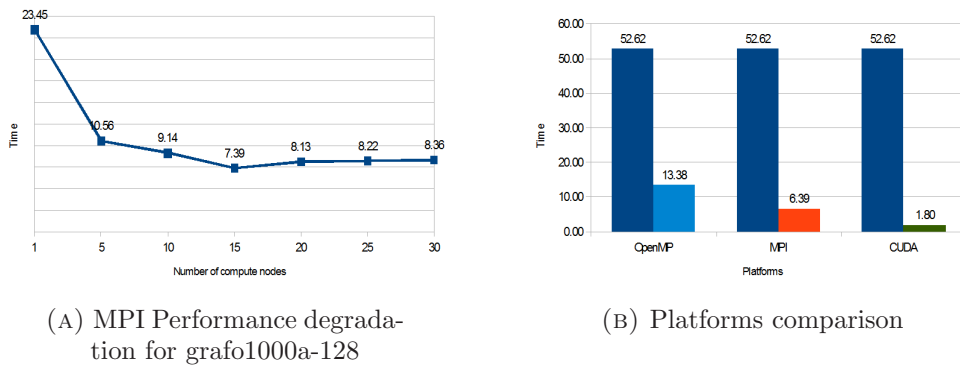 23.45
10.56
9.14
7.39
8.13
8.22
8.36
Time
1 5 10 15 20 25 30
Number of compute nodes
(A) MPI Performance degrada-
tion for grafo1000a-128
60.00
50.00
40.00
30.00
20.00
10.00
0.00
Time
52.62 52.62 52.62
13.38
6.39
1.80
OpenMP MPI CUDA
Platforms
(B) Platforms comparison